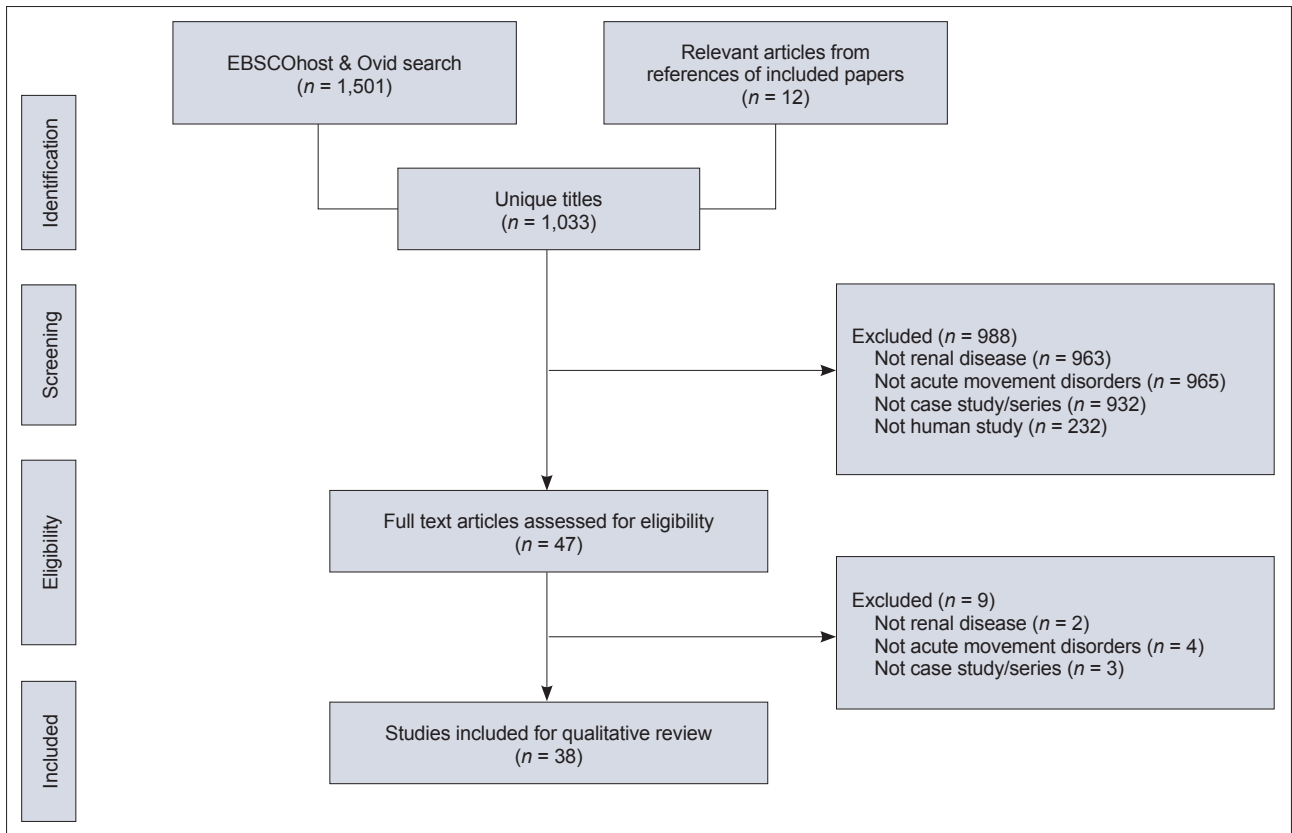 EBSCOhost & Ovid search
(n = 1,501)
Relevant articles from
references of included papers
(n = 12)
Identification
Unique titles
(n = 1,033)
Screening
Excluded (n = 988)
Not renal disease (n = 963)
Not acute movement disorders (n = 965)
Not case study/series (n = 932)
Not human study (n = 232)
Eligibility
Full text articles assessed for eligibility
(n = 47)
Excluded (n = 9)
Not renal disease (n = 2)
Not acute movement disorders (n = 4)
Not case study/series (n = 3)
Included
Studies included for qualitative review
(n = 38)